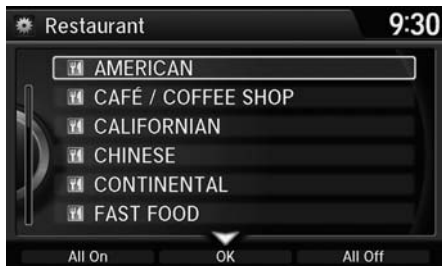 Restaurant 9:30
AMERICAN
CAFÉ / COFFEE SHOP
CALIFORNIAN
CHINESE
CONTINENTAL
FAST FOOD
All On OK All Off